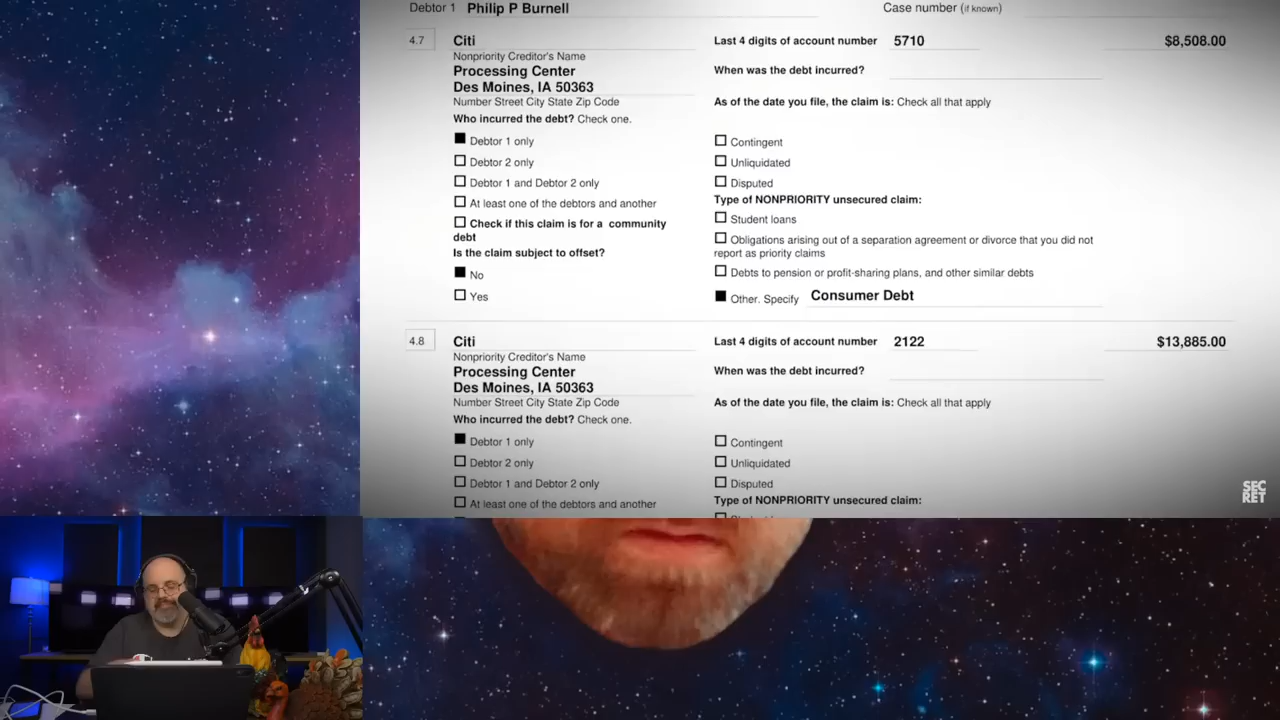 Debtor 1 Philip P Burnell Case number (if known)
4.7 Citi Last 4 digits of account number 5710 $8,508.00
Nonpriority Creditor's Name
Processing Center When was the debt incurred?
Des Moines, IA 50363
Number Street City State Zip Code As of the date you file, the claim is: Check all that apply
Who incurred the debt? Check one.
Debtor 1 only Contingent
Debtor 2 only Unliquidated
Debtor 1 and Debtor 2 only Disputed
At least one of the debtors and another Type of NONPRIORITY unsecured claim:
Check if this claim is for a community Student loans
debt Obligations arising out of a separation agreement or divorce that you did not
Is the claim subject to offset? report as priority claims
No Debts to pension or profit-sharing plans, and other similar debts
Yes Other. Specify Consumer Debt
4.8 Citi Last 4 digits of account number 2122 $13,885.00
Nonpriority Creditor's Name
Processing Center When was the debt incurred?
Des Moines, IA 50363
Number Street City State Zip Code As of the date you file, the claim is: Check all that apply
Who incurred the debt? Check one.
Debtor 1 only Contingent
Debtor 2 only Unliquidated
Debtor 1 and Debtor 2 only Disputed
At least one of the debtors and another Type of NONPRIORITY unsecured claim:
SEC
RET